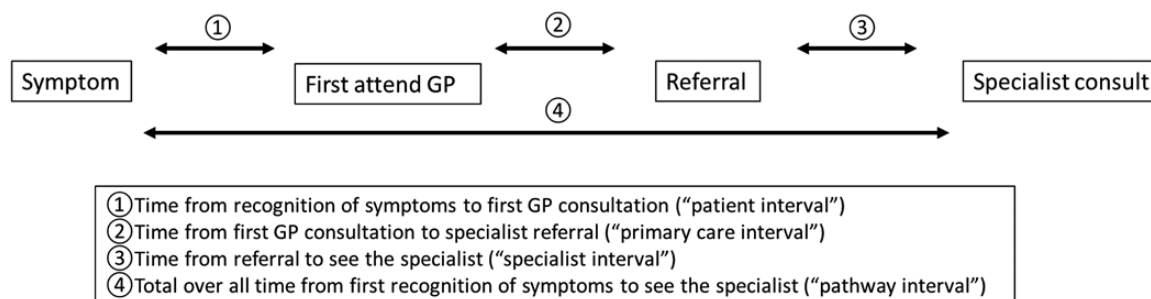 ① ② ③
Symptom First attend GP Referral Specialist consult
④
①Time from recognition of symptoms to first GP consultation (“patient interval”)
②Time from first GP consultation to specialist referral (“primary care interval”)
③Time from referral to see the specialist (“specialist interval”)
④Total over all time from first recognition of symptoms to see the specialist (“pathway interval”)